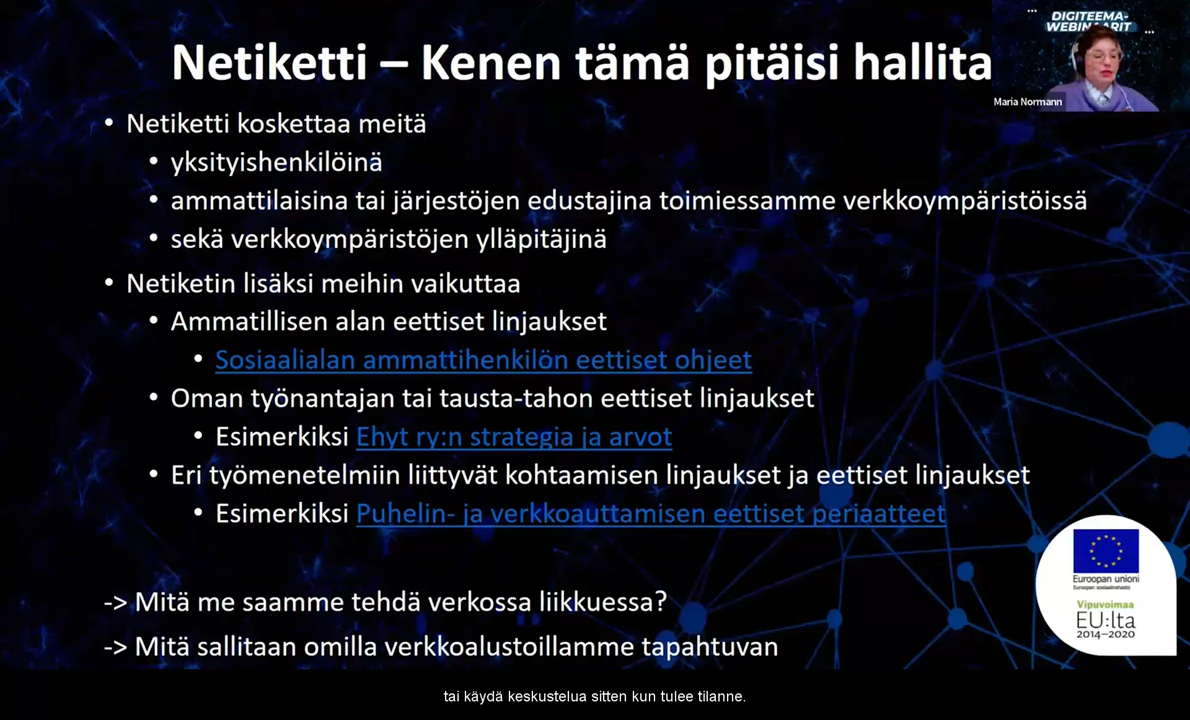 Netiketti – Kenen tämä pitäisi hallita
DIGITEEMA-
WEBINAARIT
Maria Normann
• Netiketti koskettaa meitä
• yksityishenkilöinä
• ammattilaisina tai järjestöjen edustajina toimiessamme verkkoympäristöissä
• sekä verkkoympäristöjen ylläpitäjinä
• Netiketin lisäksi meihin vaikuttaa
• Ammatillisen alan eettiset linjaukset
• Sosiaalialan ammattihenkilön eettiset ohjeet
• Oman työnantajan tai tausta-tahon eettiset linjaukset
• Esimerkiksi Ehyt ry:n strategia ja arvot
• Eri työmenetelmiin liittyvät kohtaamisen linjaukset ja eettiset linjaukset
• Esimerkiksi Puhelin- ja verkkoauttamisen eettiset periaatteet
-> Mitä me saamme tehdä verkossa liikkuessa?
-> Mitä sallitaan omilla verkkoalustoillamme tapahtuvan
Euroopan unioni
Euroopan sosiaalirahasto
Vipuvoimaa
EU:lta
2014–2020
tai käydä keskustelua sitten kun tulee tilanne.